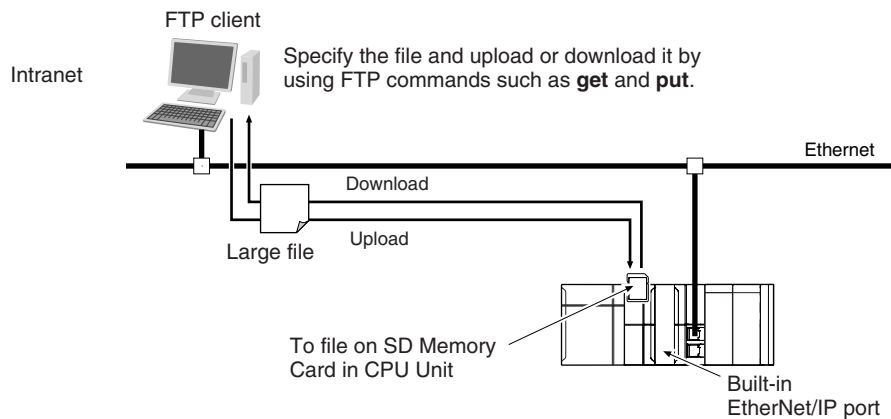 FTP client
Intranet
Specify the file and upload or download it by
using FTP commands such as get and put.
Ethernet
Download
Upload
Large file
To file on SD Memory
Card in CPU Unit
Built-in
EtherNet/IP port